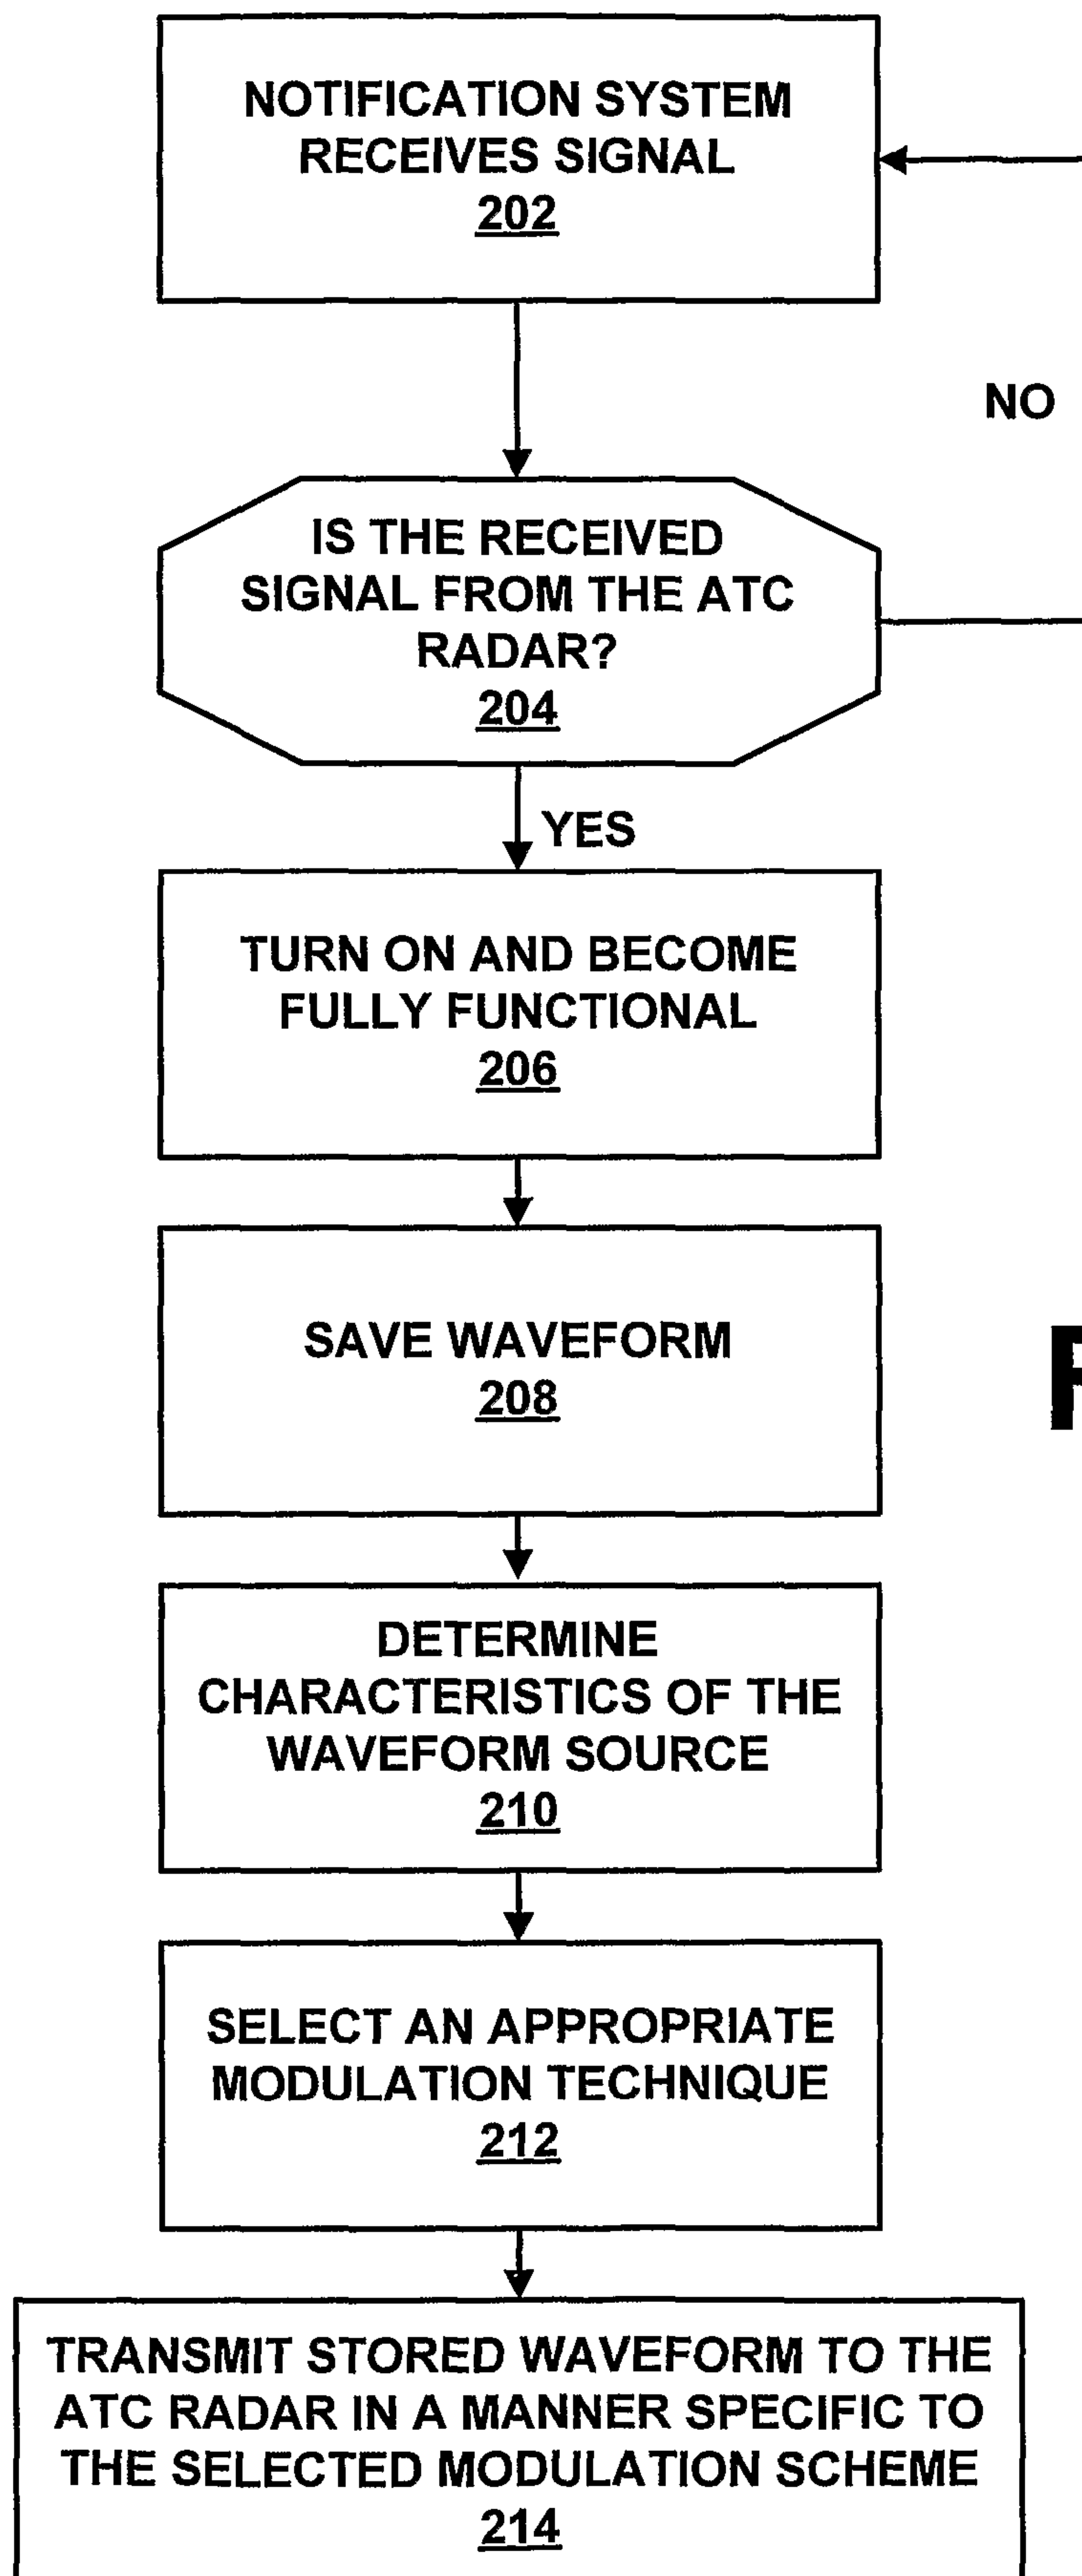 NOTIFICATION SYSTEM
RECEIVES SIGNAL
202
NO
IS THE RECEIVED
SIGNAL FROM THE ATC
RADAR?
204
YES
TURN ON AND BECOME
FULLY FUNCTIONAL
206
SAVE WAVEFORM
208
DETERMINE
CHARACTERISTICS OF THE
WAVEFORM SOURCE
210
SELECT AN APPROPRIATE
MODULATION TECHNIQUE
212
TRANSMIT STORED WAVEFORM TO THE
ATC RADAR IN A MANNER SPECIFIC TO
THE SELECTED MODULATION SCHEME
214